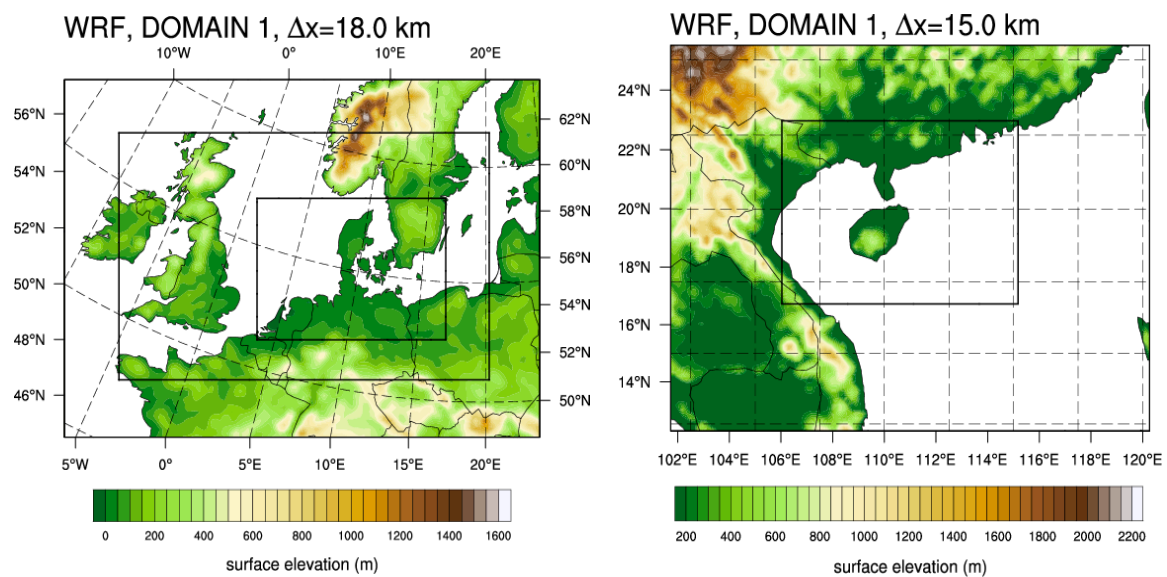 WRF, DOMAIN 1, Δx=18.0 km
10°W 0° 10°E 20°E
56°N
54°N
52°N
50°N
48°N
46°N
62°N
60°N
58°N
56°N
54°N
52°N
50°N
5°W 0° 5°E 10°E 15°E 20°E
0 200 400 600 800 1000 1200 1400 1600
surface elevation (m)
WRF, DOMAIN 1, Δx=15.0 km
24°N
22°N
20°N
18°N
16°N
14°N
102°E 104°E 106°E 108°E 110°E 112°E 114°E 116°E 118°E 120°E
200 400 600 800 1000 1200 1400 1600 1800 2000 2200
surface elevation (m)